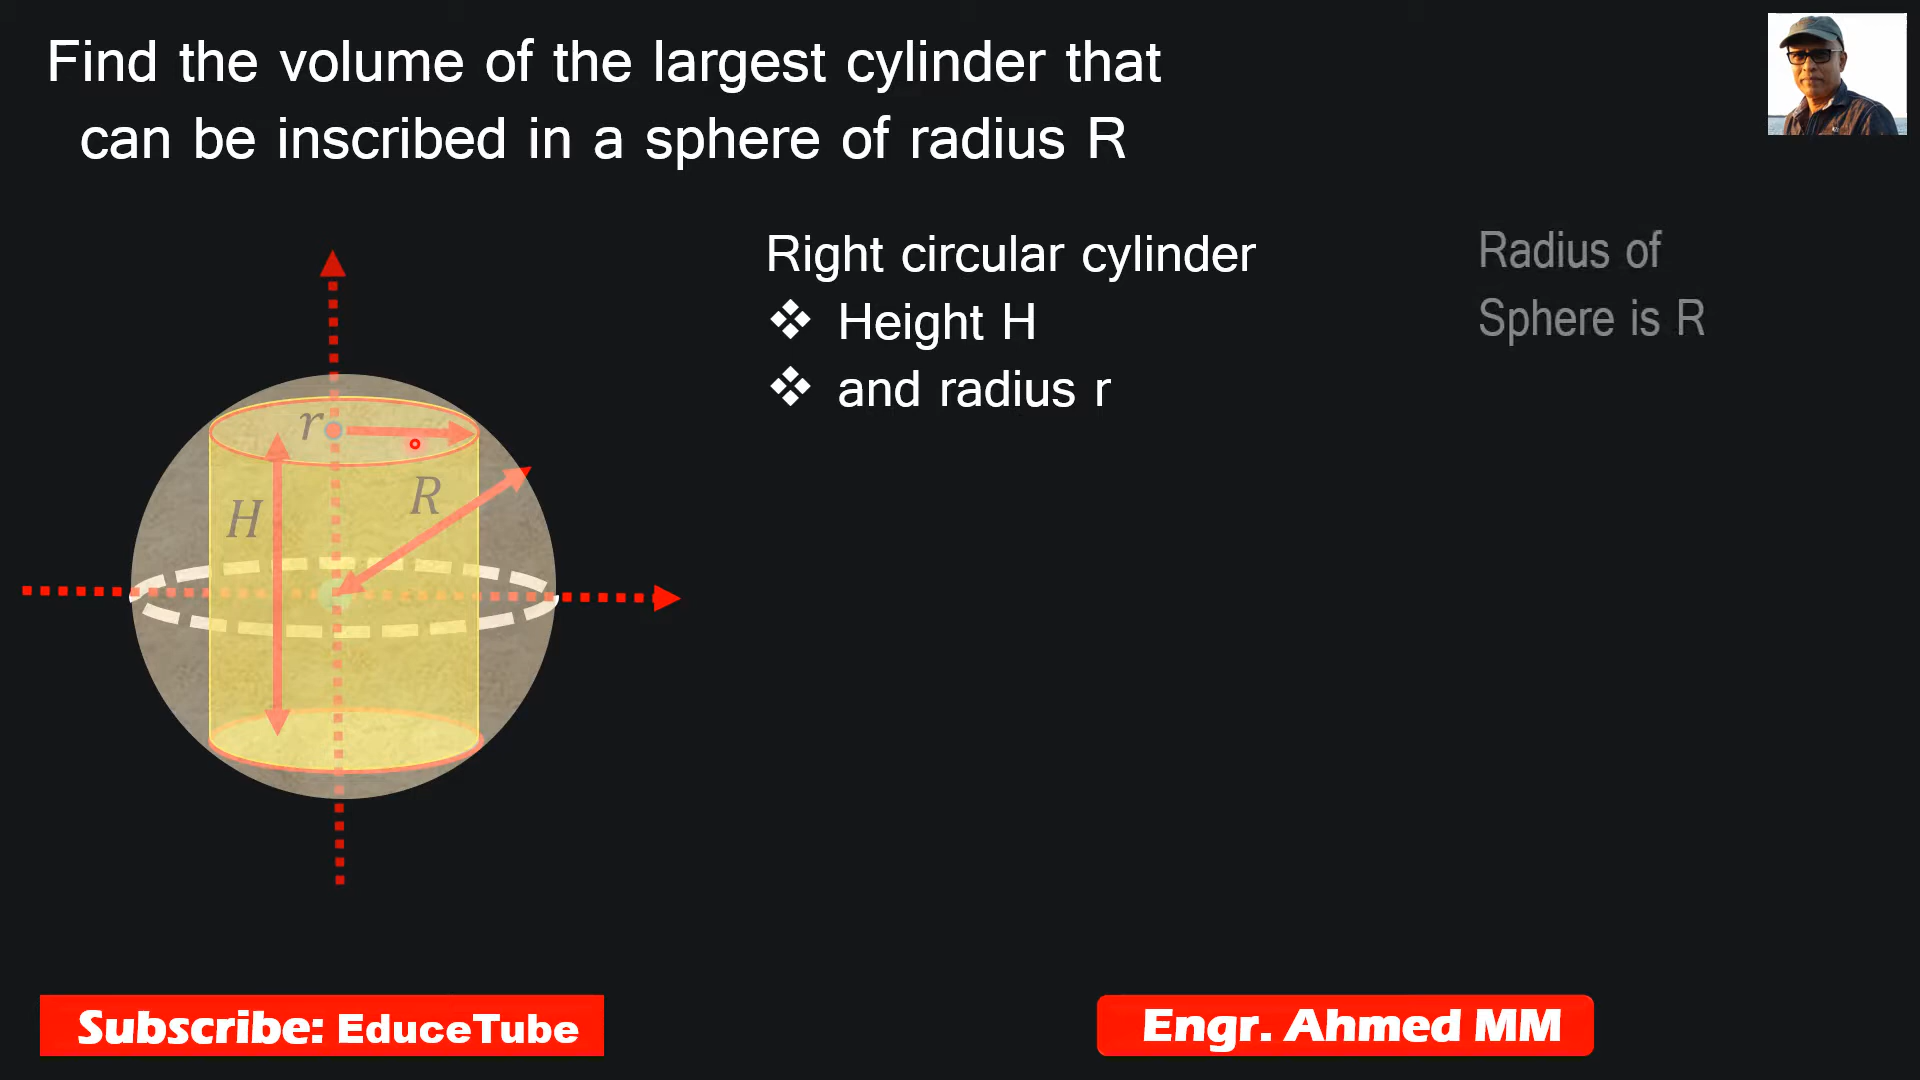 Find the volume of the largest cylinder that
can be inscribed in a sphere of radius R
Right circular cylinder
❖ Height H
❖ and radius r
Radius of
Sphere is R
r
R
H
Subscribe: EduceTube
Engr. Ahmed MM